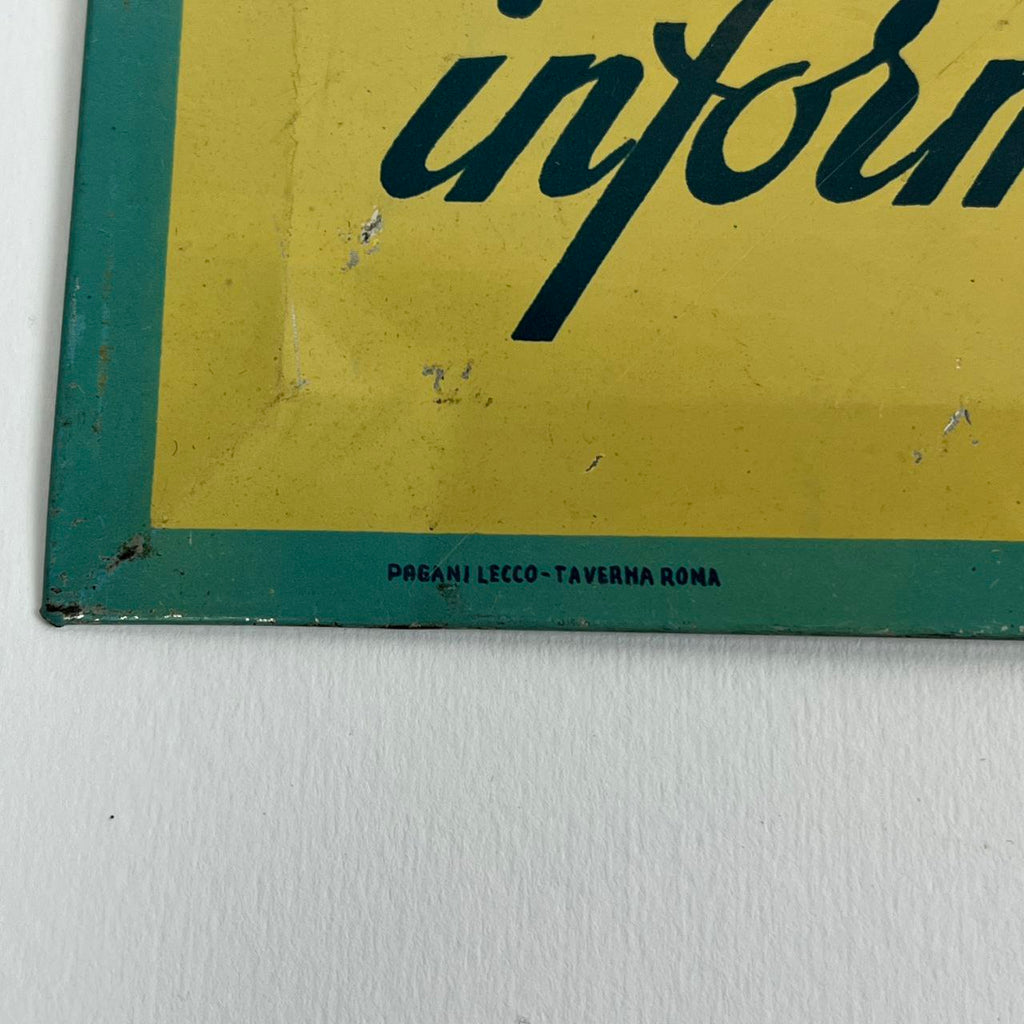 inform
PAGANI LECCO - TAVERNA ROMA